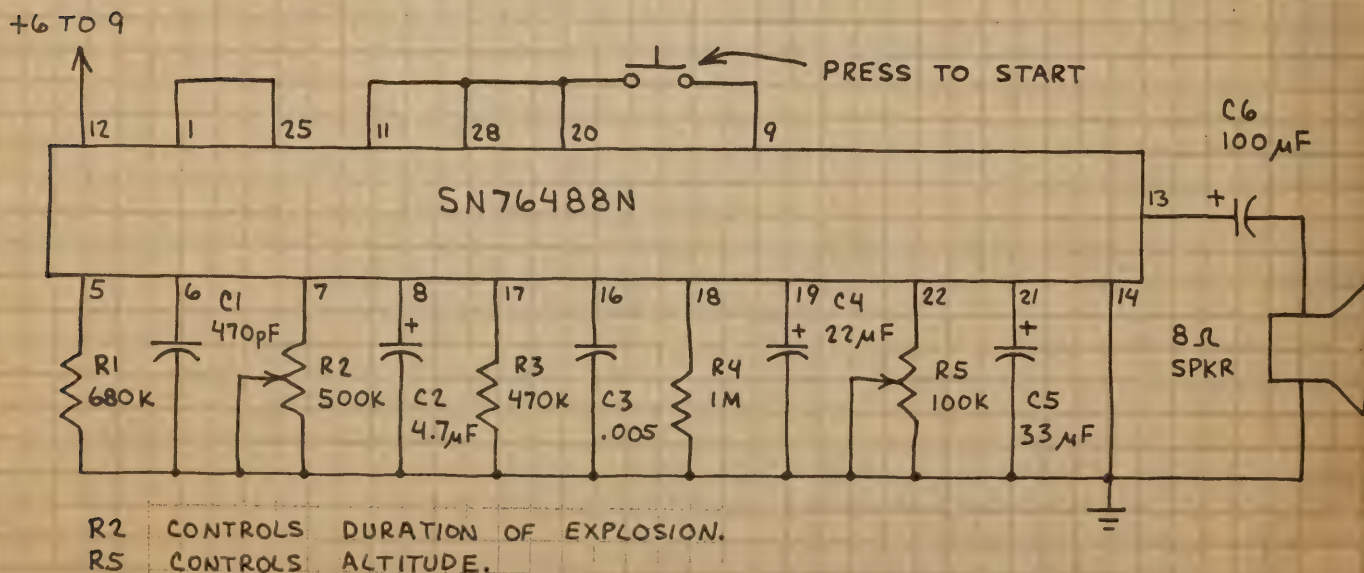 +6 TO 9
PRESS TO START
12 1 25 11 28 20 9
C6
100µF
SN76488N
13 +
5 6 7 8 17 16 18 19 22 21 14
C1
470pF
R1
680K
R2
500K
+
C2
4.7µF
R3
470K
C3
.005
R4
1M
+
C4
22µF
R5
100K
+
C5
33µF
8Ω
SPKR
R2 CONTROLS DURATION OF EXPLOSION.
R5 CONTROLS ALTITUDE.